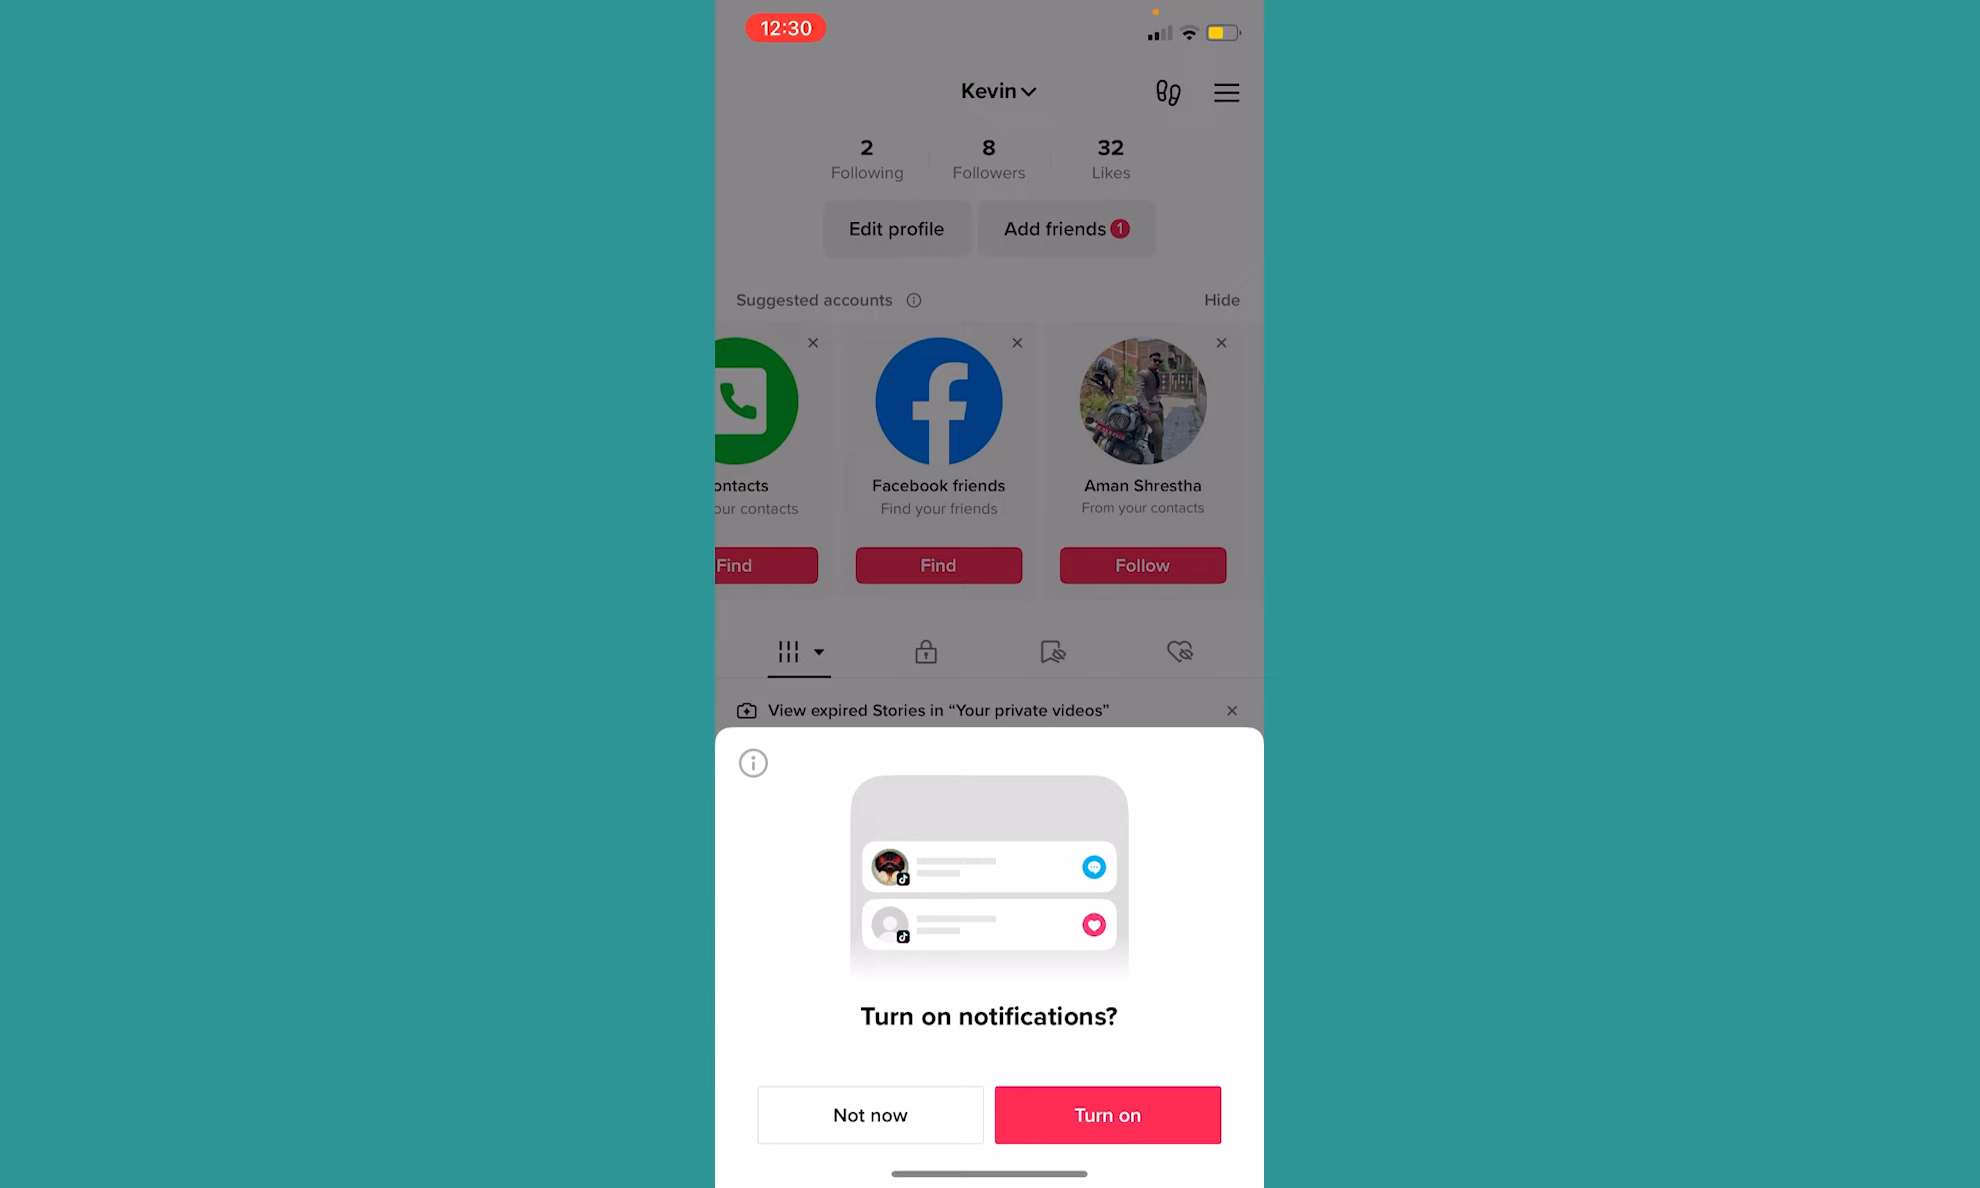 12:30
Kevin
2 8 32
Following Followers Likes
Edit profile Add friends 1
Suggested accounts Hide
ontacts Facebook friends Aman Shrestha
our contacts Find your friends From your contacts
Find Find Follow
View expired Stories in “Your private videos”
Turn on notifications?
Not now Turn on